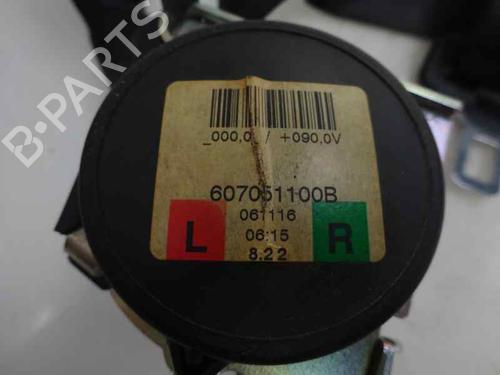 _000,0 / +090,0V
607051100B
061116
L
06:15
R
8.22
B-PARTS